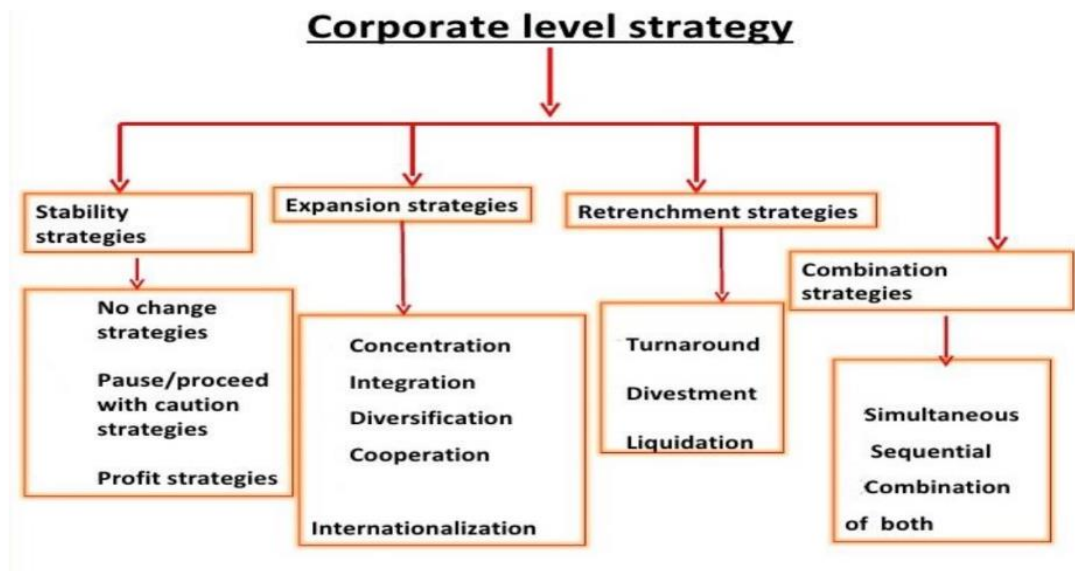 Corporate level strategy
Stability
strategies
Expansion strategies
Retrenchment strategies
Combination
strategies
No change
strategies
Pause/proceed
with caution
strategies
Profit strategies
Concentration
Integration
Diversification
Cooperation
Internationalization
Turnaround
Divestment
Liquidation
Simultaneous
Sequential
Combination
of both